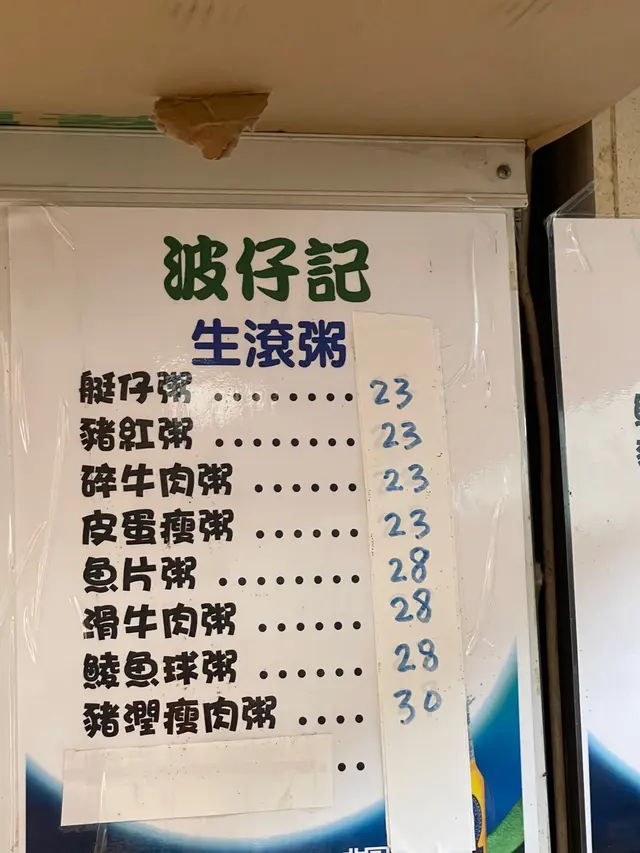 波仔記
生滾粥
艇仔粥 ........ 23
豬紅粥 ........ 23
碎牛肉粥 ...... 23
皮蛋瘦粥 ...... 23
魚片粥 ........ 28
滑牛肉粥 ...... 28
鯪魚球粥 ...... 28
豬潤瘦肉粥 .... 30
..